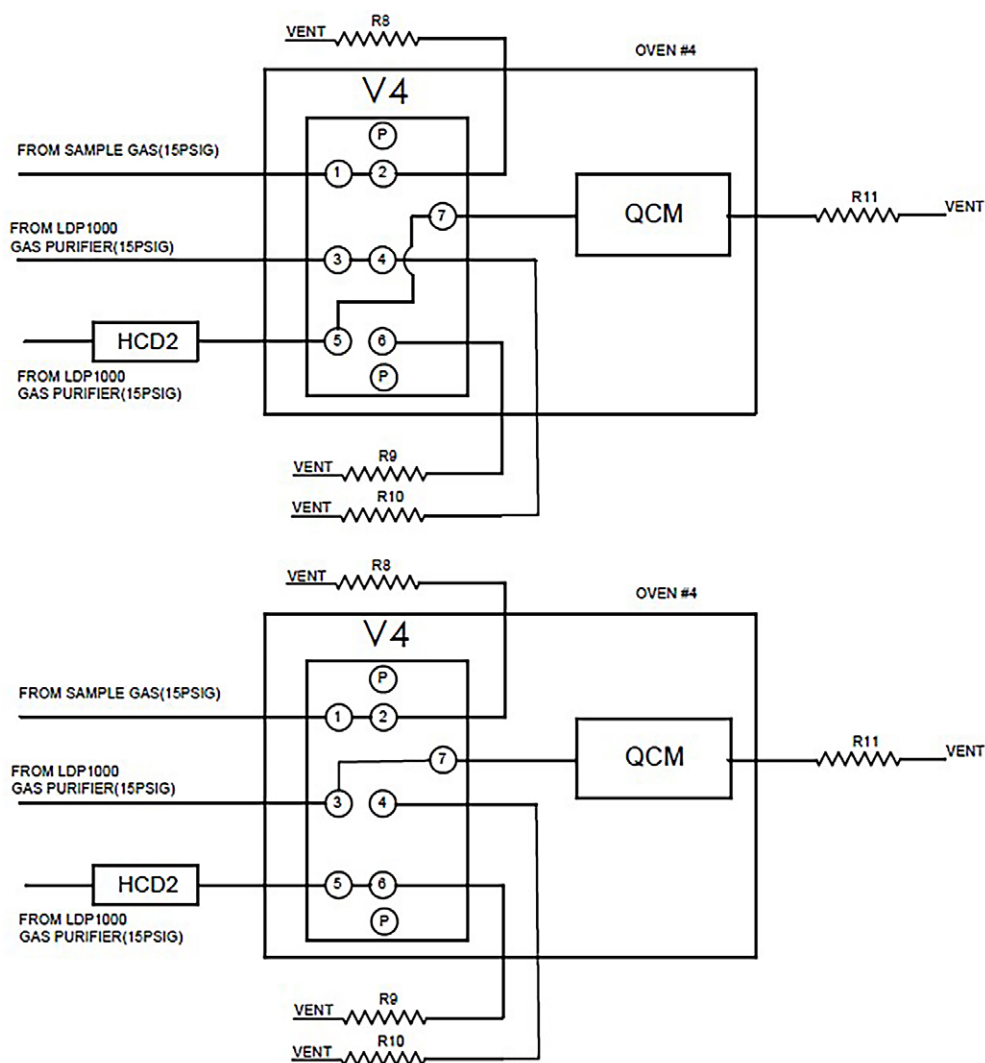 VENT
R8
OVEN #4
V4
P
FROM SAMPLE GAS(15PSIG)
1
2
7
QCM
R11
VENT
FROM LDP1000
GAS PURIFIER(15PSIG)
3
4
HCD2
5
6
FROM LDP1000
GAS PURIFIER(15PSIG)
P
VENT
R9
VENT
R10
VENT
R8
OVEN #4
V4
P
FROM SAMPLE GAS(15PSIG)
1
2
7
QCM
R11
VENT
FROM LDP1000
GAS PURIFIER(15PSIG)
3
4
HCD2
5
6
FROM LDP1000
GAS PURIFIER(15PSIG)
P
VENT
R9
VENT
R10